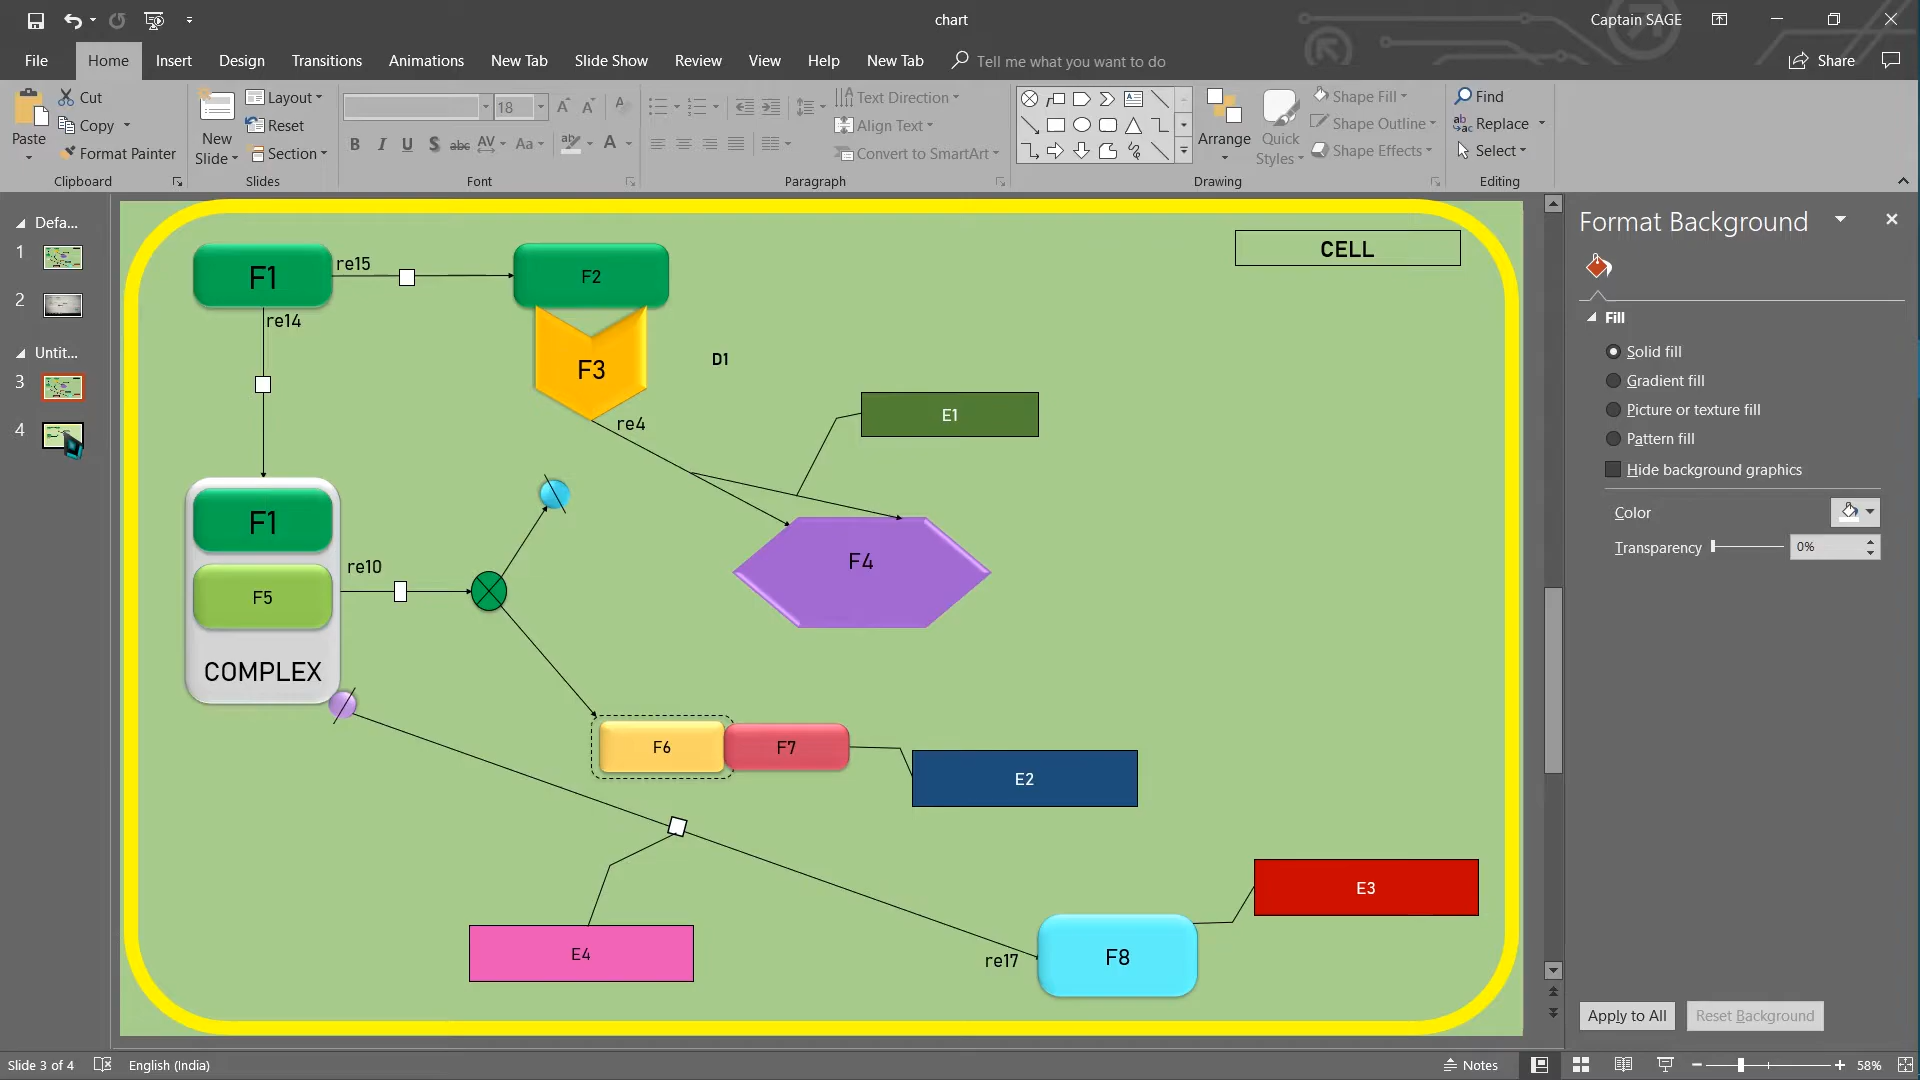 chart
Captain SAGE
File
Home
Insert
Design
Transitions
Animations
New Tab
Slide Show
Review
View
Help
New Tab
Tell me what you want to do
Share
Paste
Cut
Copy
Format Painter
Clipboard
New
Slide
Layout
Reset
Section
Slides
18
B I U S abc AV Aa A
Font
Text Direction
Align Text
Convert to SmartArt
Paragraph
Arrange
Quick
Styles
Shape Fill
Shape Outline
Shape Effects
Drawing
Find
Replace
Select
Editing
Defa...
1
2
Untit...
3
4
F1
re15
F2
CELL
re14
F3
D1
re4
E1
F1
F5
COMPLEX
re10
F4
F6
F7
E2
E3
E4
re17
F8
Format Background
Fill
Solid fill
Gradient fill
Picture or texture fill
Pattern fill
Hide background graphics
Color
Transparency
0%
Apply to All
Reset Background
Slide 3 of 4
English (India)
Notes
58%